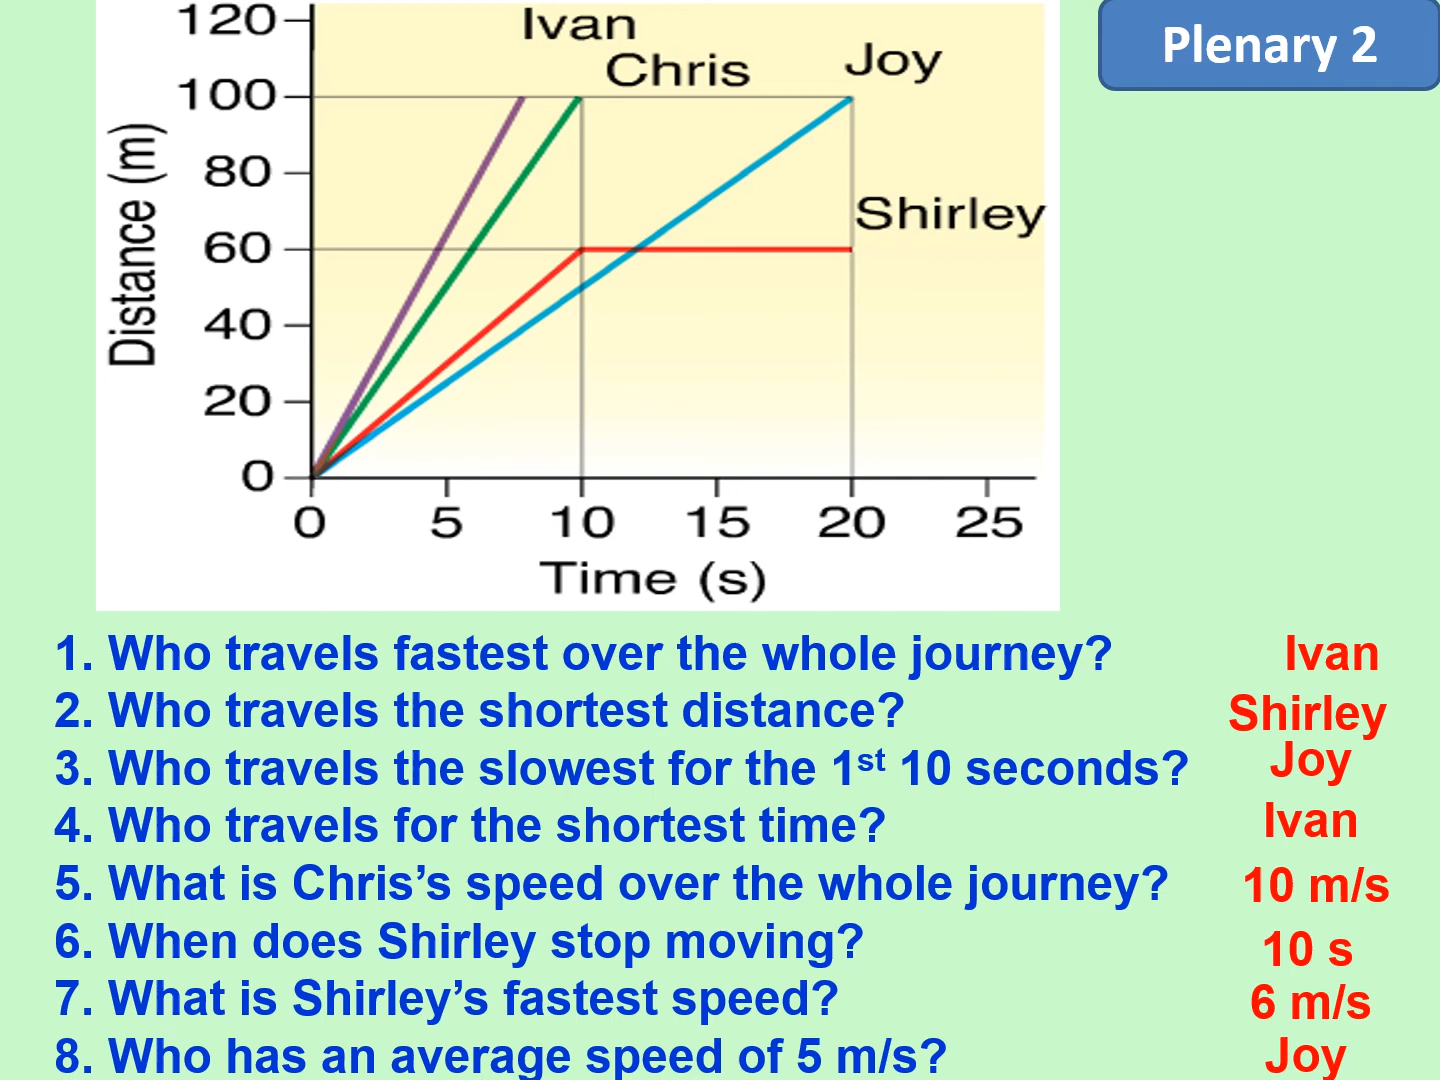 120
Ivan
Plenary 2
Chris
Joy
100
80
Shirley
60
40
20
0
Distance (m)
0 5 10 15 20 25
Time (s)
1. Who travels fastest over the whole journey? Ivan
2. Who travels the shortest distance? Shirley
3. Who travels the slowest for the 1st 10 seconds? Joy
4. Who travels for the shortest time? Ivan
5. What is Chris’s speed over the whole journey? 10 m/s
6. When does Shirley stop moving? 10 s
7. What is Shirley’s fastest speed? 6 m/s
8. Who has an average speed of 5 m/s? Joy